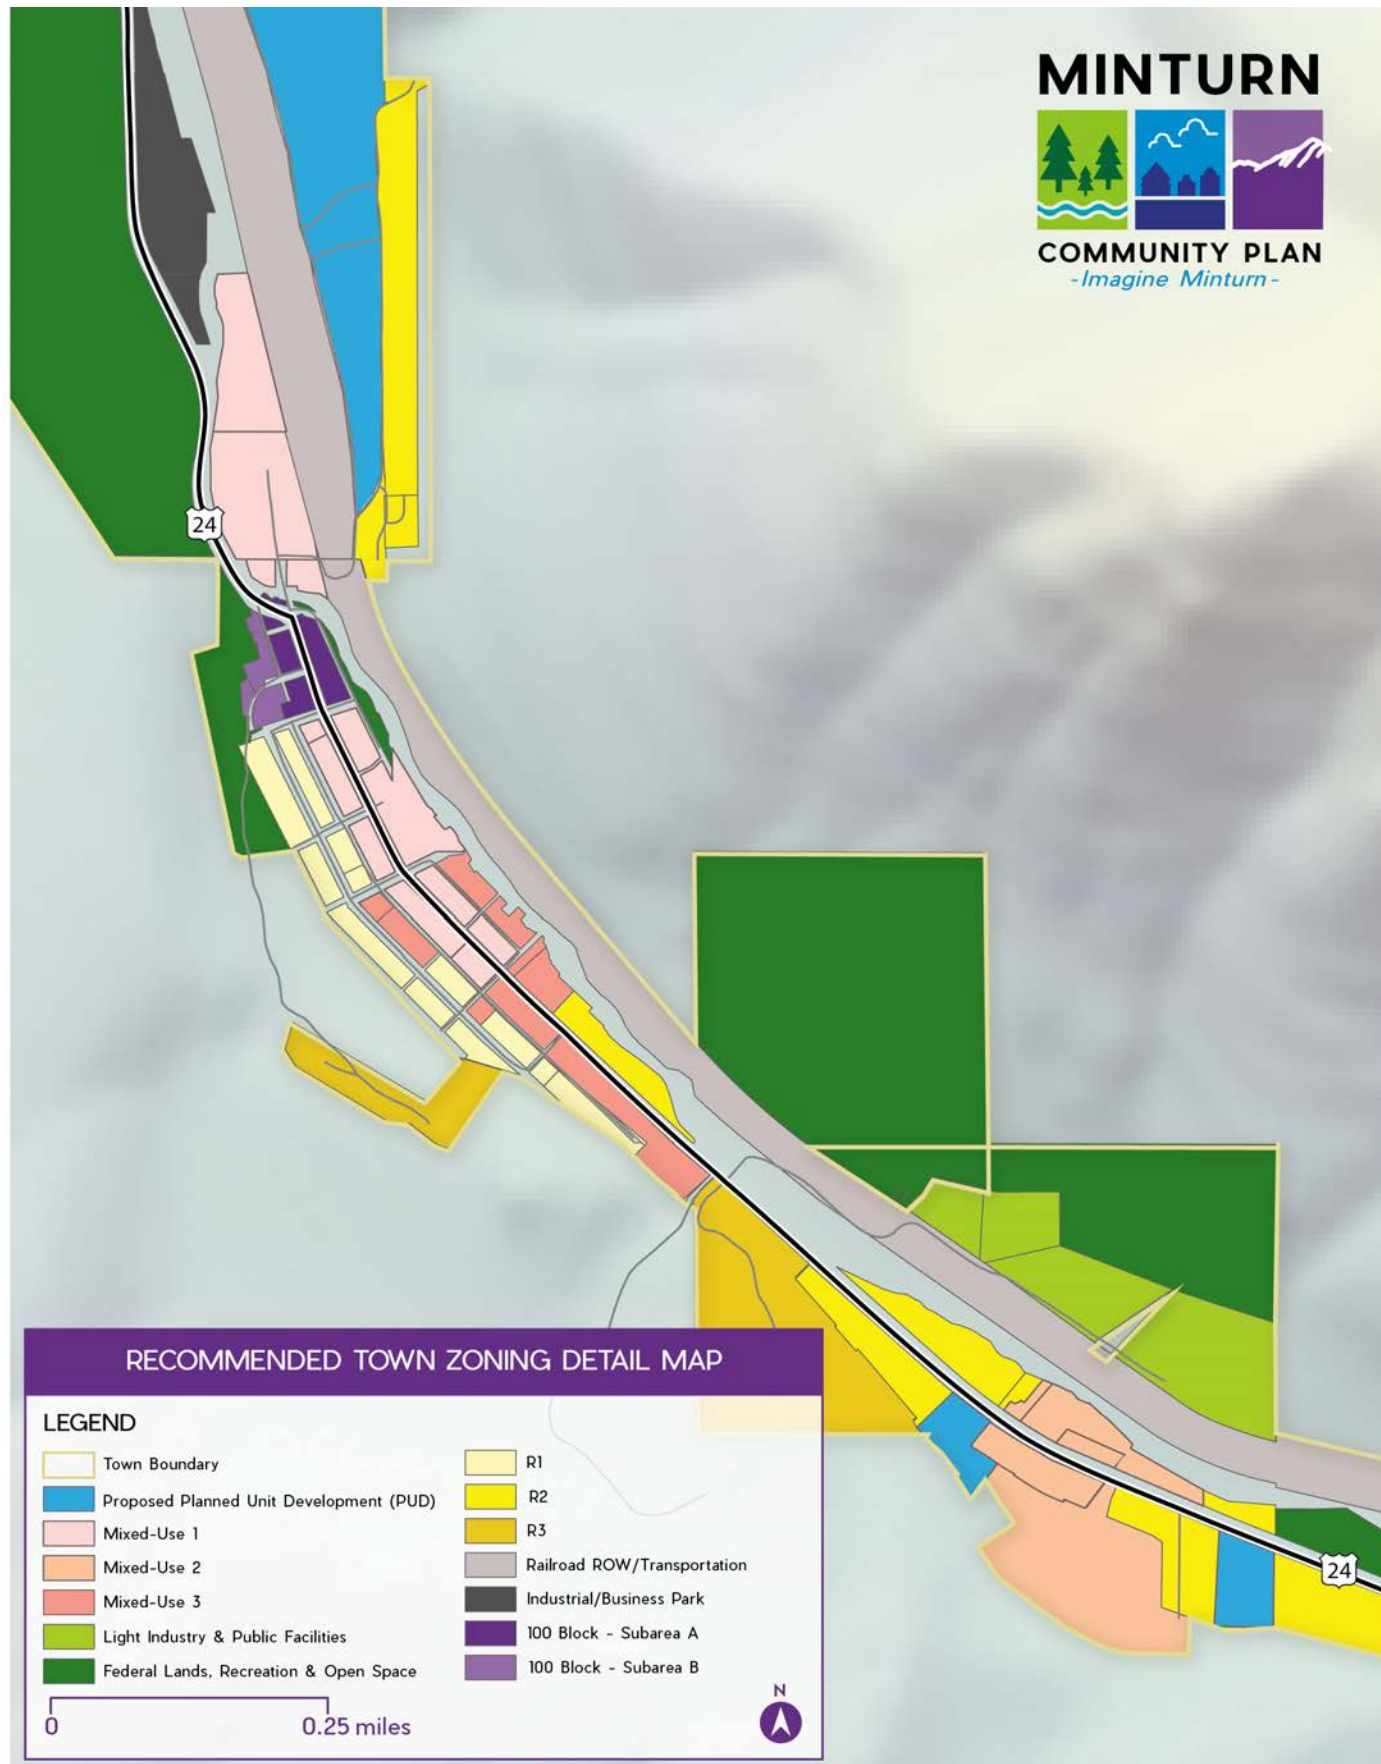 MINTURN
COMMUNITY PLAN
-Imagine Minturn-
24
RECOMMENDED TOWN ZONING DETAIL MAP
LEGEND
Town Boundary
Proposed Planned Unit Development (PUD)
Mixed-Use 1
Mixed-Use 2
Mixed-Use 3
Light Industry & Public Facilities
Federal Lands, Recreation & Open Space
R1
R2
R3
Railroad ROW/Transportation
Industrial/Business Park
100 Block - Subarea A
100 Block - Subarea B
0
0.25 miles
N
24